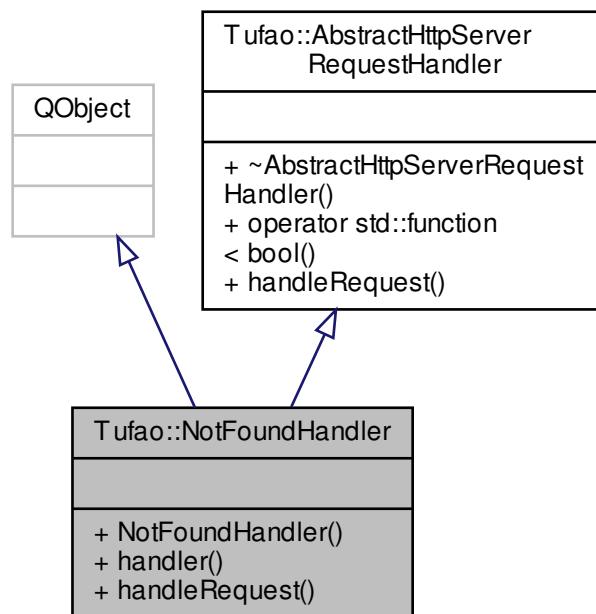 Tufao::AbstractHttpServer
RequestHandler
QObject
+ ~AbstractHttpServerRequest
Handler()
+ operator std::function
< bool()
+ handleRequest()
Tufao::NotFoundHandler
+ NotFoundHandler()
+ handler()
+ handleRequest()